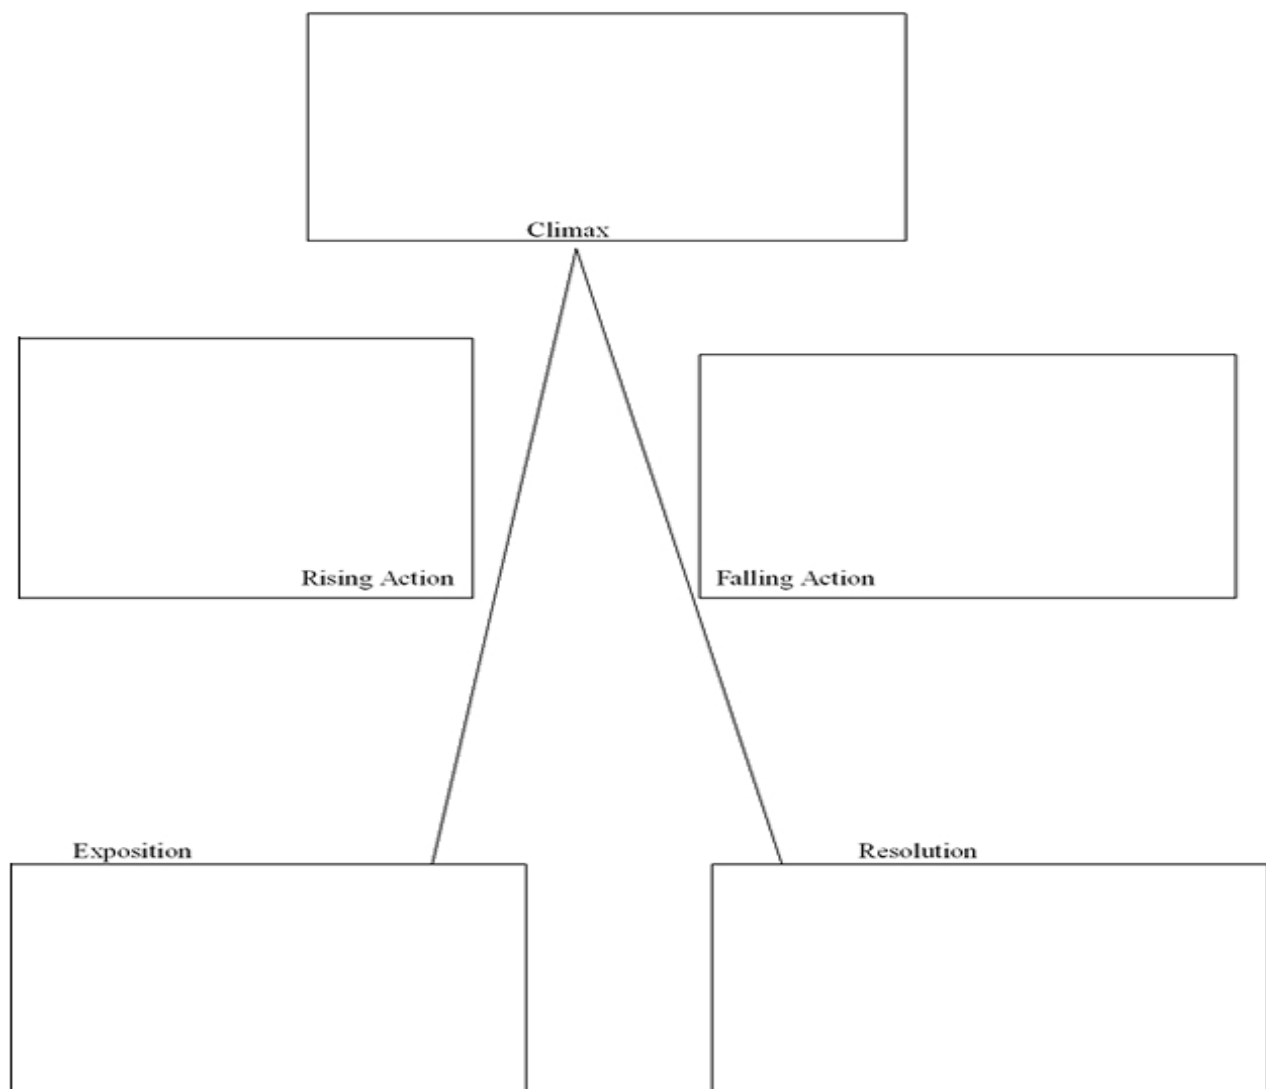 Climax
Rising Action
Falling Action
Exposition
Resolution